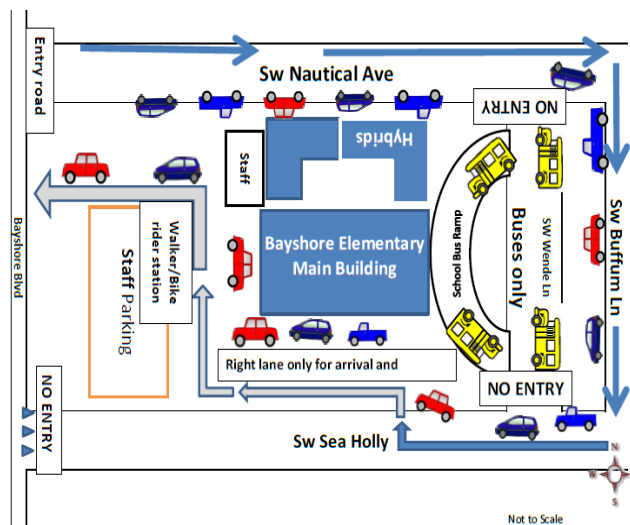 Entry road
Sw Nautical Ave
NO ENTRY
Hybrids
Staff
Bayshore Elementary
Main Building
School Bus Ramp
Buses only
SW Wende Ln
Sw Buffum Ln
Bayshore Blvd
Staff Parking
Walker/Bike
rider station
Right lane only for arrival and
NO ENTRY
NO ENTRY
Sw Sea Holly
N
W
E
S
Not to Scale